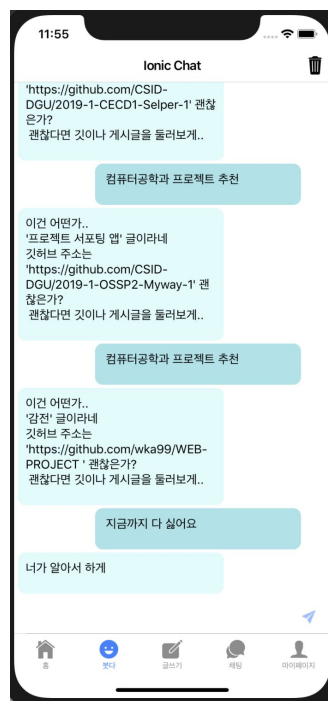 11:55
Ionic Chat
'https://github.com/CSID-
DGU/2019-1-CECD1-Selper-1' 괜찮
은가?
괜찮다면 깃이나 게시글을 둘러보게..
컴퓨터공학과 프로젝트 추천
이건 어떤가..
'프로젝트 서포팅 앱' 글이라네
깃허브 주소는
'https://github.com/CSID-
DGU/2019-1-OSSP2-Myway-1' 괜
찮은가?
괜찮다면 깃이나 게시글을 둘러보게..
컴퓨터공학과 프로젝트 추천
이건 어떤가..
'감전' 글이라네
깃허브 주소는
'https://github.com/wka99/WEB-
PROJECT ' 괜찮은가?
괜찮다면 깃이나 게시글을 둘러보게..
지금까지 다 싫어요
너가 알아서 하게
홈
봇다
글쓰기
채팅
마이페이지